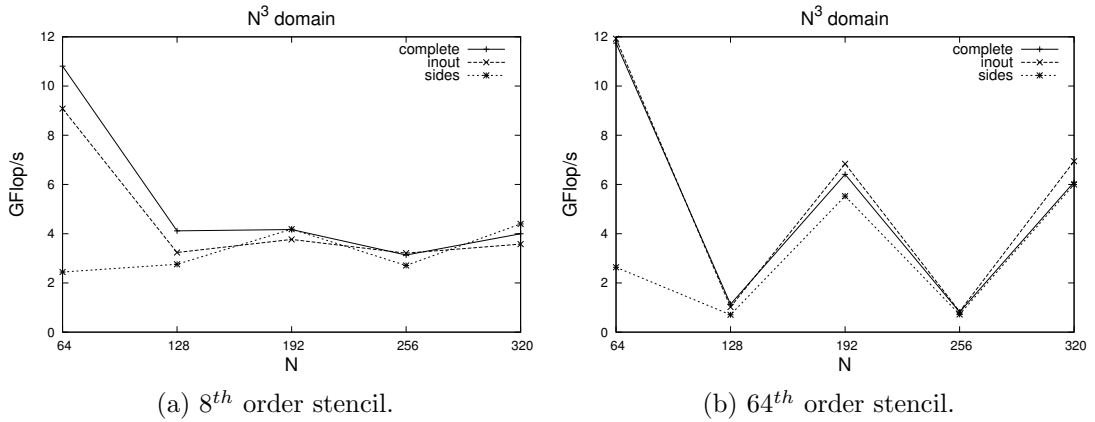 N³ domain
12
10
8
6
4
2
0
GFlop/s
complete
inout
sides
64
128
192
256
320
N
(a) 8ᵗʰ order stencil.
N³ domain
12
10
8
6
4
2
0
GFlop/s
complete
inout
sides
64
128
192
256
320
N
(b) 64ᵗʰ order stencil.